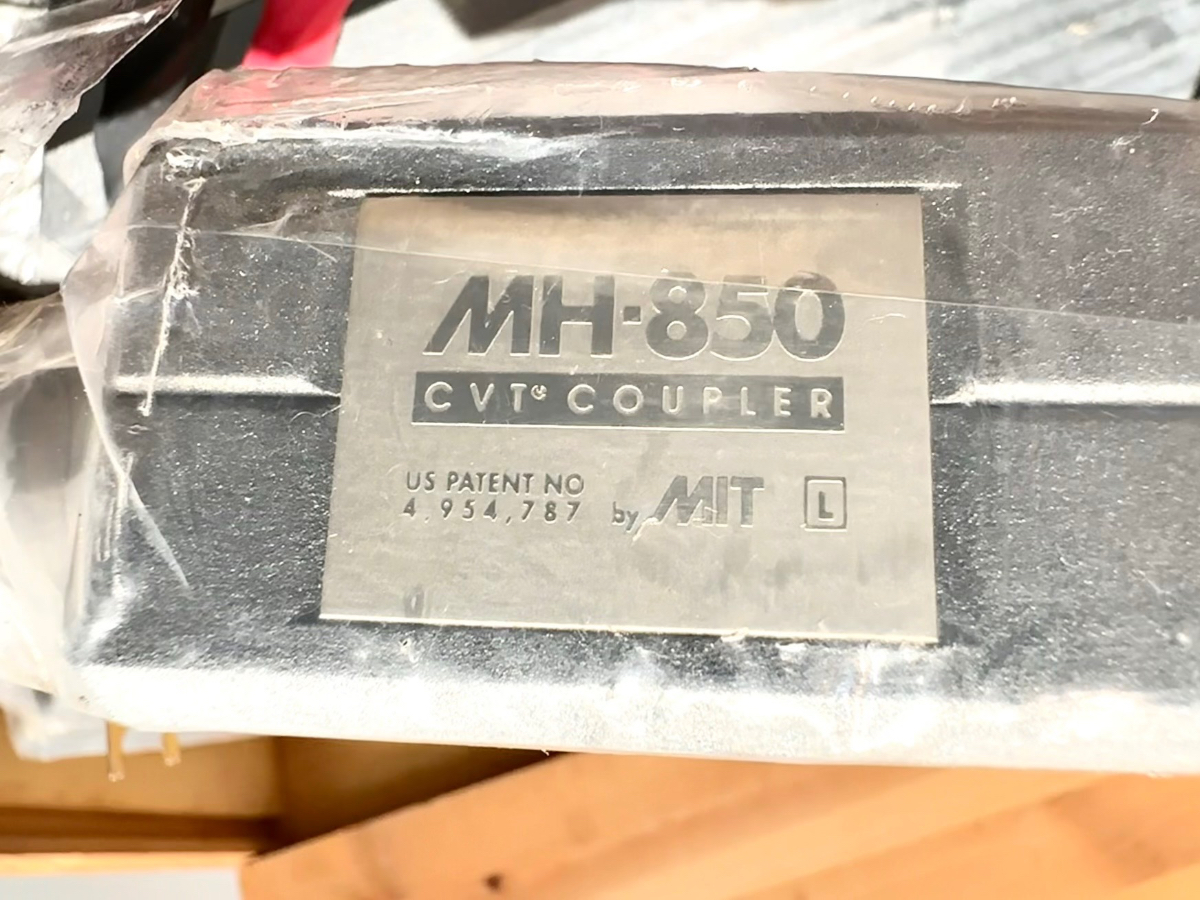 MH-850
CVT® COUPLER
US PATENT NO
4,954,787 by MIT L